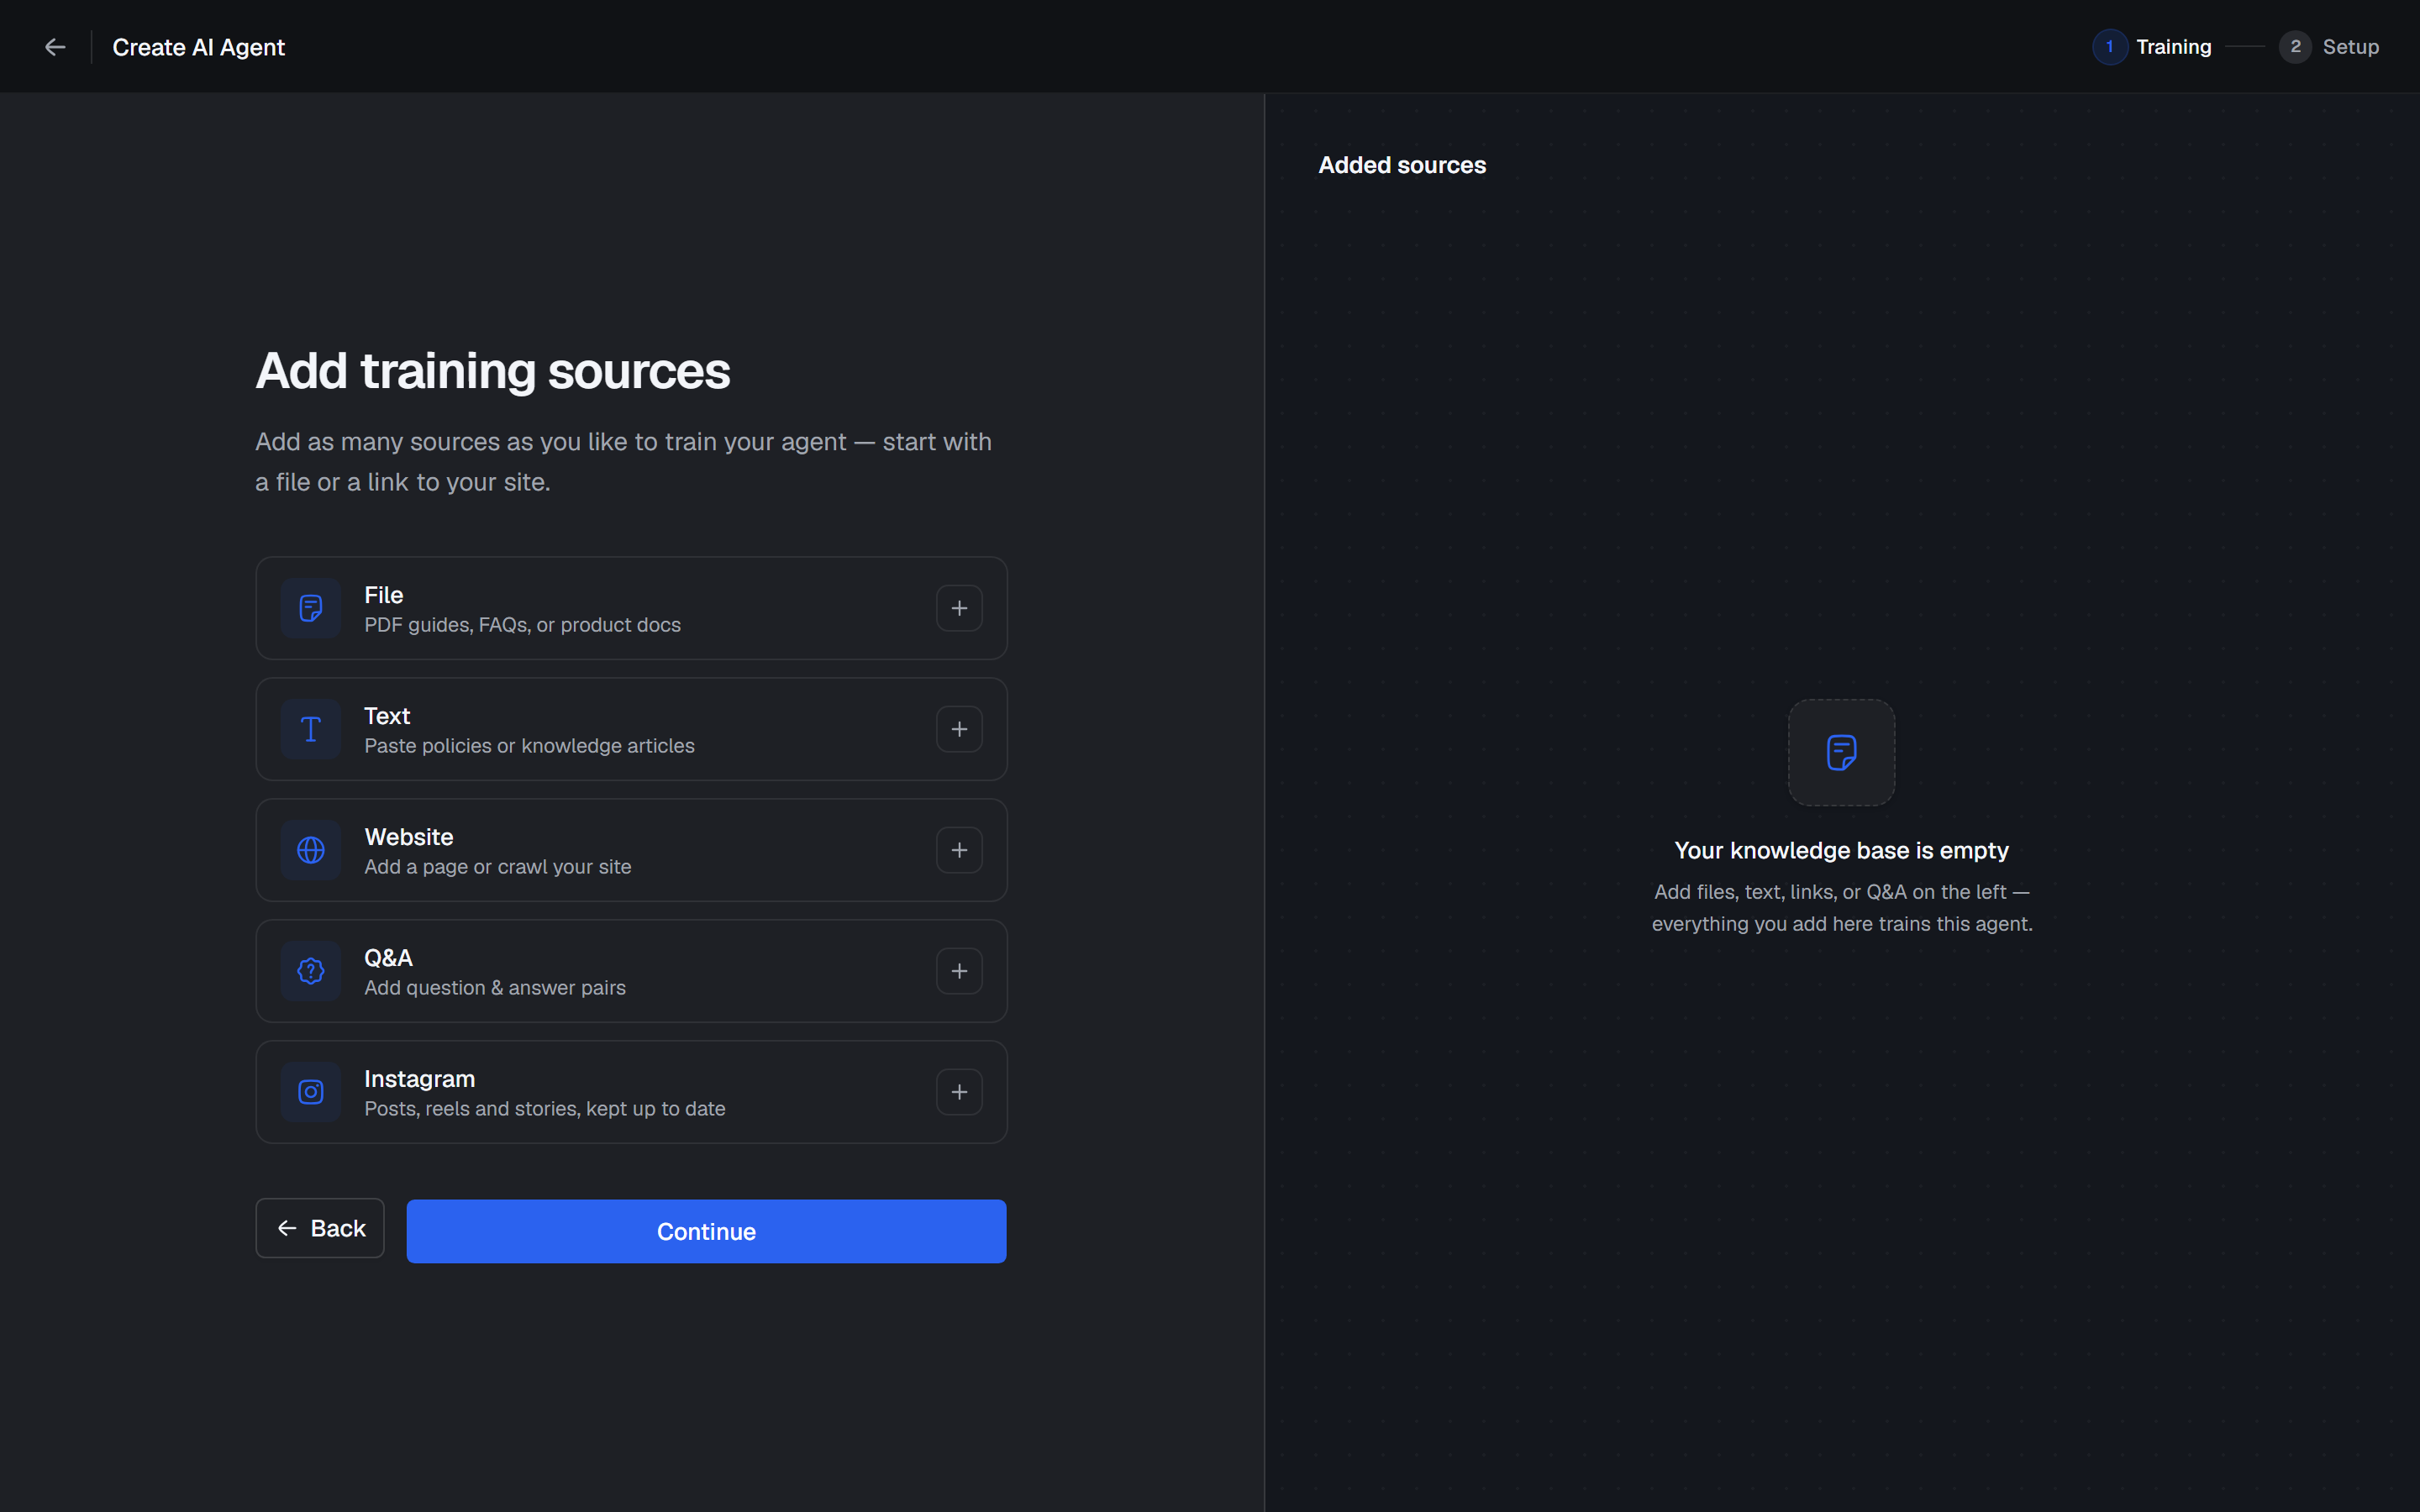 Create AI Agent
1 Training
2 Setup
Add training sources
Add as many sources as you like to train your agent — start with
a file or a link to your site.
File
PDF guides, FAQs, or product docs
Text
Paste policies or knowledge articles
Website
Add a page or crawl your site
Q&A
Add question & answer pairs
Instagram
Posts, reels and stories, kept up to date
Back
Continue
Added sources
Your knowledge base is empty
Add files, text, links, or Q&A on the left —
everything you add here trains this agent.